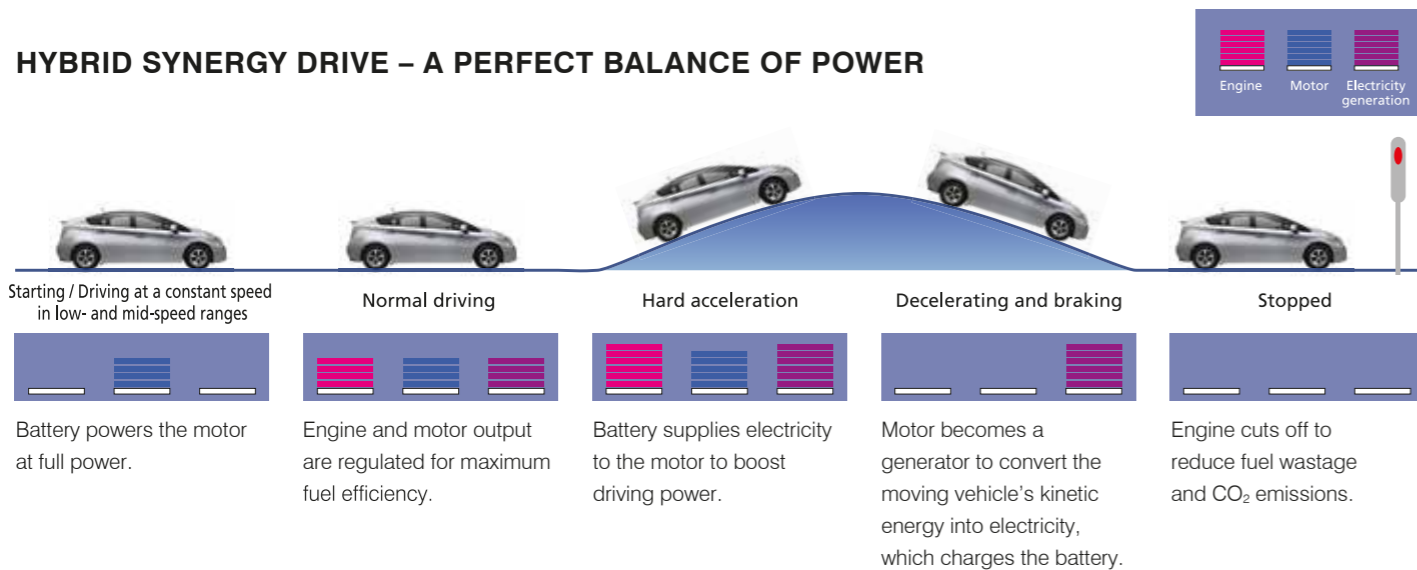 HYBRID SYNERGY DRIVE – A PERFECT BALANCE OF POWER
Engine
Motor
Electricity
generation
Starting / Driving at a constant speed
in low- and mid-speed ranges
Normal driving
Hard acceleration
Decelerating and braking
Stopped
Battery powers the motor
at full power.
Engine and motor output
are regulated for maximum
fuel efficiency.
Battery supplies electricity
to the motor to boost
driving power.
Motor becomes a
generator to convert the
moving vehicle’s kinetic
energy into electricity,
which charges the battery.
Engine cuts off to
reduce fuel wastage
and CO₂ emissions.